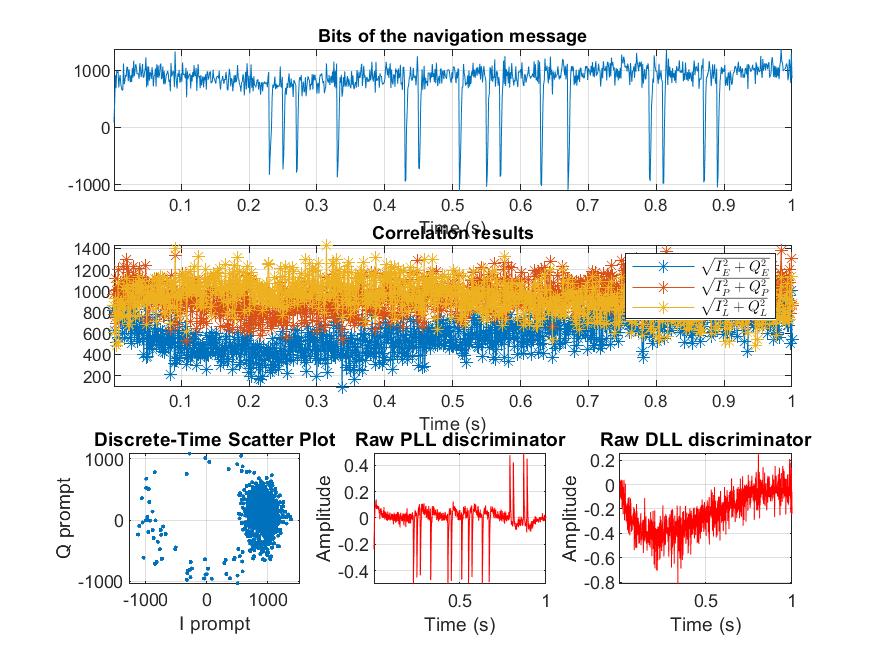 Bits of the navigation message
1000
0
-1000
0.1 0.2 0.3 0.4 0.5 0.6 0.7 0.8 0.9 1
Time (s)
Correlation results
1400
1200
1000
800
600
400
200
√I_E^2 + Q_E^2
√I_P^2 + Q_P^2
√I_L^2 + Q_L^2
0.1 0.2 0.3 0.4 0.5 0.6 0.7 0.8 0.9 1
Time (s)
Discrete-Time Scatter Plot
1000
0
-1000
Q prompt
-1000 0 1000
I prompt
Raw PLL discriminator
0.4
0.2
0
-0.2
-0.4
Amplitude
0.5 1
Time (s)
Raw DLL discriminator
0.2
0
-0.2
-0.4
-0.6
-0.8
Amplitude
0.5 1
Time (s)